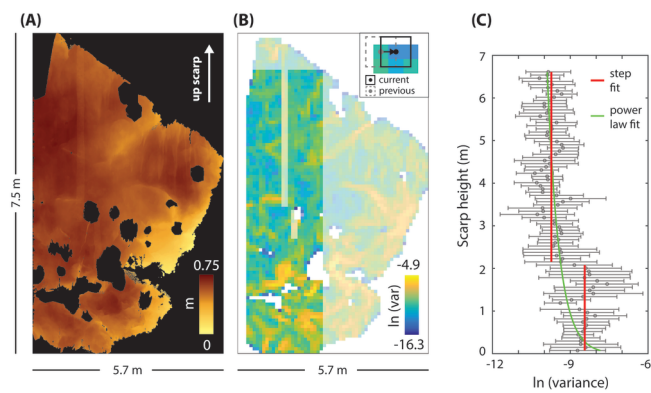 (A)
up scarp
7.5 m
0.75
m
0
5.7 m
(B)
current
previous
-4.9
ln (var)
-16.3
5.7 m
(C)
7
6
5
4
3
2
1
0
Scarp height (m)
step
fit
power
law fit
-12
-9
-6
ln (variance)